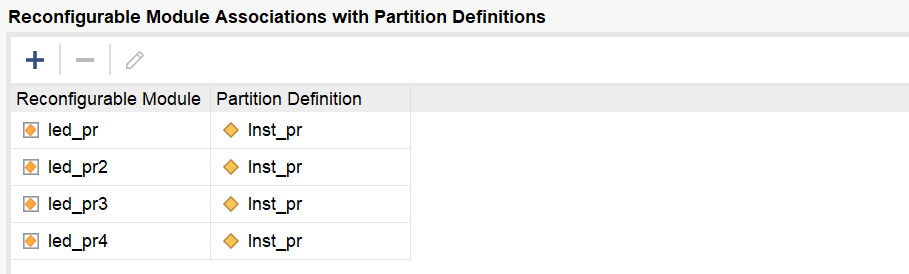 Reconfigurable Module Associations with Partition Definitions
Reconfigurable Module Partition Definition
led_pr Inst_pr
led_pr2 Inst_pr
led_pr3 Inst_pr
led_pr4 Inst_pr